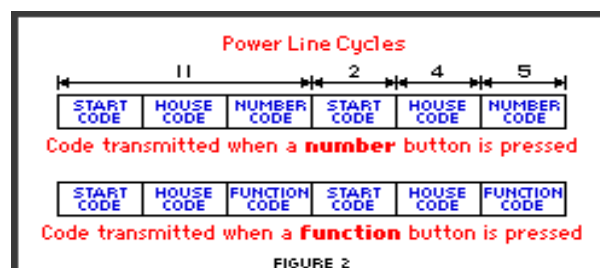 Power Line Cycles
11 2 4 5
START CODE HOUSE CODE NUMBER CODE START CODE HOUSE CODE NUMBER CODE
Code transmitted when a number button is pressed
START CODE HOUSE CODE FUNCTION CODE START CODE HOUSE CODE FUNCTION CODE
Code transmitted when a function button is pressed
FIGURE 2